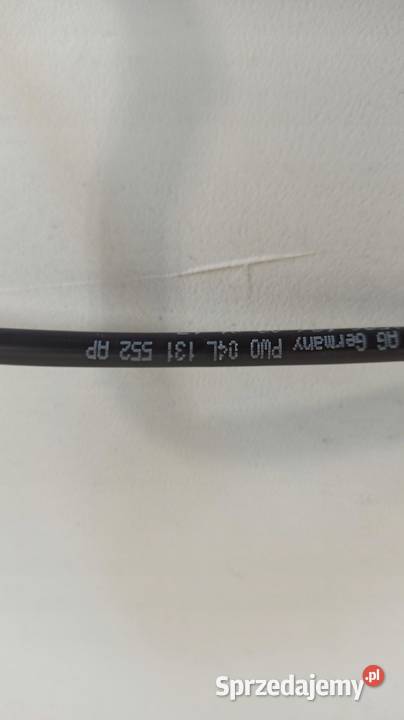 AG Germany PWO 04L 131 552 AP
Sprzedajemy.pl